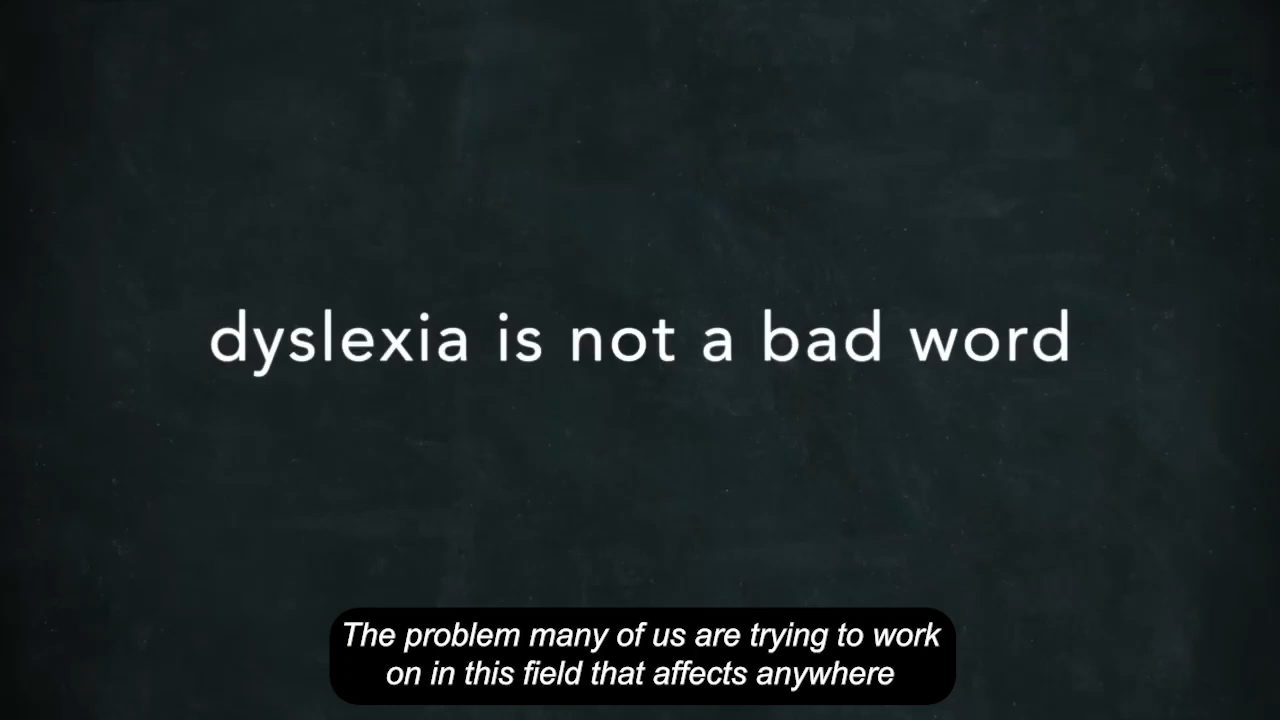 dyslexia is not a bad word
The problem many of us are trying to work
on in this field that affects anywhere